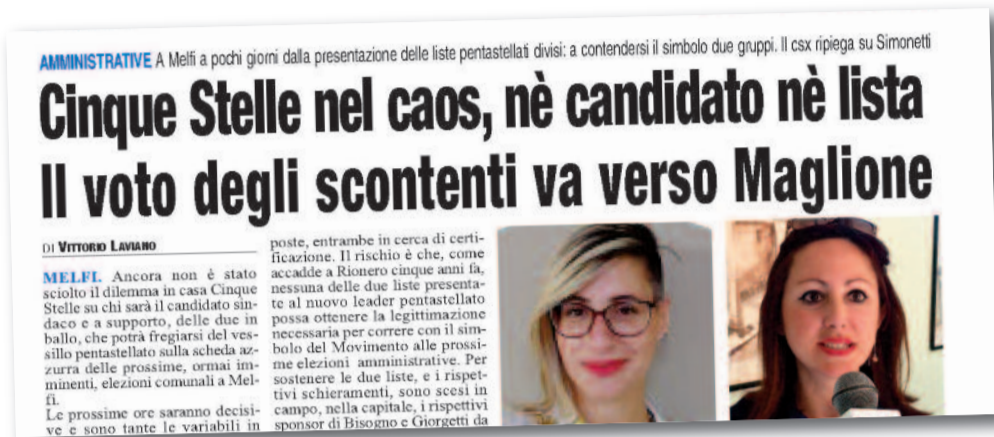 AMMINISTRATIVE A Melfi a pochi giorni dalla presentazione delle liste pentastellati divisi: a contendersi il simbolo due gruppi. Il csx ripiega su Simonetti
Cinque Stelle nel caos, nè candidato nè lista
Il voto degli scontenti va verso Maglione
DI VITTORIO LAVIANO
MELFI. Ancora non è stato
sciolto il dilemma in casa Cinque
Stelle su chi sarà il candidato sin-
daco e a supporto, delle due in
ballo, che potrà fregiarsi del ves-
sillo pentastellato sulla scheda az-
zurra delle prossime, ormai im-
minenti, elezioni comunali a Mel-
fi.
Le prossime ore saranno decisi-
ve e sono tante le variabili in
poste, entrambe in cerca di certi-
ficazione. Il rischio è che, come
accadde a Rionero cinque anni fa,
nessuna delle due liste presenta-
te al nuovo leader pentastellato
possa ottenere la legittimazione
necessaria per correre con il sim-
bolo del Movimento alle prossi-
me elezioni amministrative. Per
sostenere le due liste, e i rispet-
tivi schieramenti, sono scesi in
campo, nella capitale, i rispettivi
sponsor di Bisogno e Giorgetti da